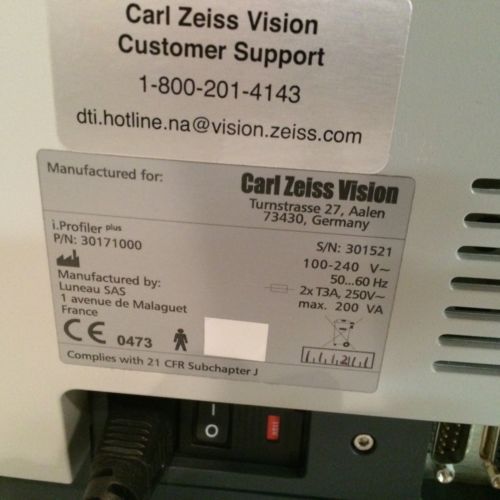 Carl Zeiss Vision
Customer Support
1-800-201-4143
dti.hotline.na@vision.zeiss.com
Manufactured for:
Carl Zeiss Vision
Turnstrasse 27, Aalen
73430, Germany
i.Profiler plus
P/N: 30171000
S/N: 301521
100-240 V~
50...60 Hz
2x T3A, 250V~
max. 200 VA
Manufactured by:
Luneau SAS
1 avenue de Malaguet
France
CE 0473
Complies with 21 CFR Subchapter J